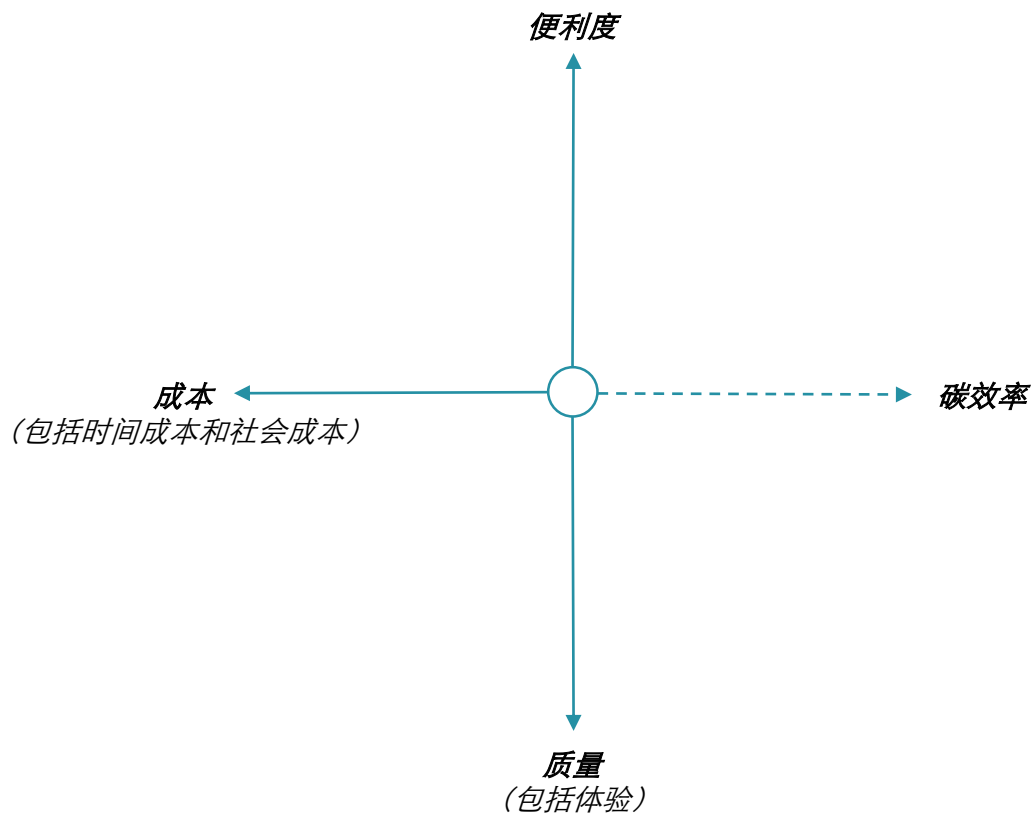 便利度
成本
（包括时间成本和社会成本）
碳效率
质量
（包括体验）